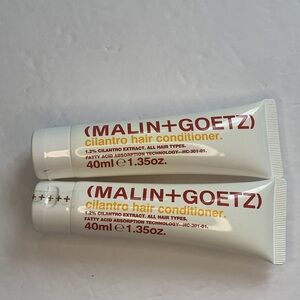 (MALIN+GOETZ)
cilantro hair conditioner.
1.2% CILANTRO EXTRACT. ALL HAIR TYPES.
FATTY ACID ABSORPTION TECHNOLOGY—HC-301-01.
40ml ℮ 1.35oz.
+++++
(MALIN+GOETZ)
cilantro hair conditioner.
1.2% CILANTRO EXTRACT. ALL HAIR TYPES.
FATTY ACID ABSORPTION TECHNOLOGY—HC-301-01.
40ml ℮ 1.35oz.